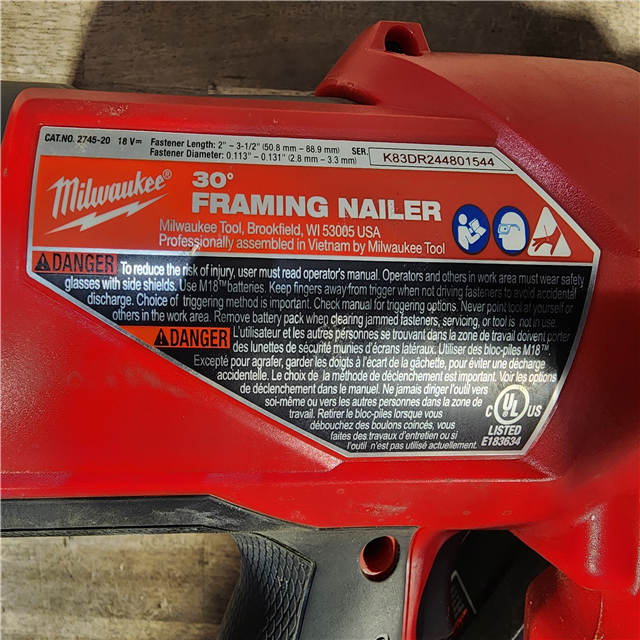 CAT.NO. 2745-20 18 V⎓ Fastener Length: 2" – 3-1/2" (50.8 mm – 88.9 mm)
Fastener Diameter: 0.113" – 0.131" (2.8 mm – 3.3 mm)
SER. K83DR244801544
Milwaukee®
30°
FRAMING NAILER
Milwaukee Tool, Brookfield, WI 53005 USA
Professionally assembled in Vietnam by Milwaukee Tool
DANGER To reduce the risk of injury, user must read operator's manual. Operators and others in work area must wear safety
glasses with side shields. Use M18™ batteries. Keep fingers away from trigger when not driving fasteners to avoid accidental
discharge. Choice of triggering method is important. Check manual for triggering options. Never point tool at yourself or
others in the work area. Remove battery pack when clearing jammed fasteners, servicing, or tool is not in use.
DANGER L'utilisateur et les autres personnes se trouvant dans la zone de travail doivent porter
des lunettes de sécurité munies d'écrans latéraux. Utiliser des bloc-piles M18™.
Excepté pour agrafer, garder les doigts à l'écart de la gâchette, pour éviter une décharge
accidentelle. Le choix de la méthode de déclenchement est important. Voir les options
de déclenchement dans le manuel. Ne jamais diriger l'outil vers
soi-même ou vers les autres personnes dans la zone de
travail. Retirer le bloc-piles lorsque vous
débouchez des boulons coincés, vous
faites des travaux d'entretien ou si
l'outil n'est pas utilisé actuellement.
C UL US
LISTED
E183634